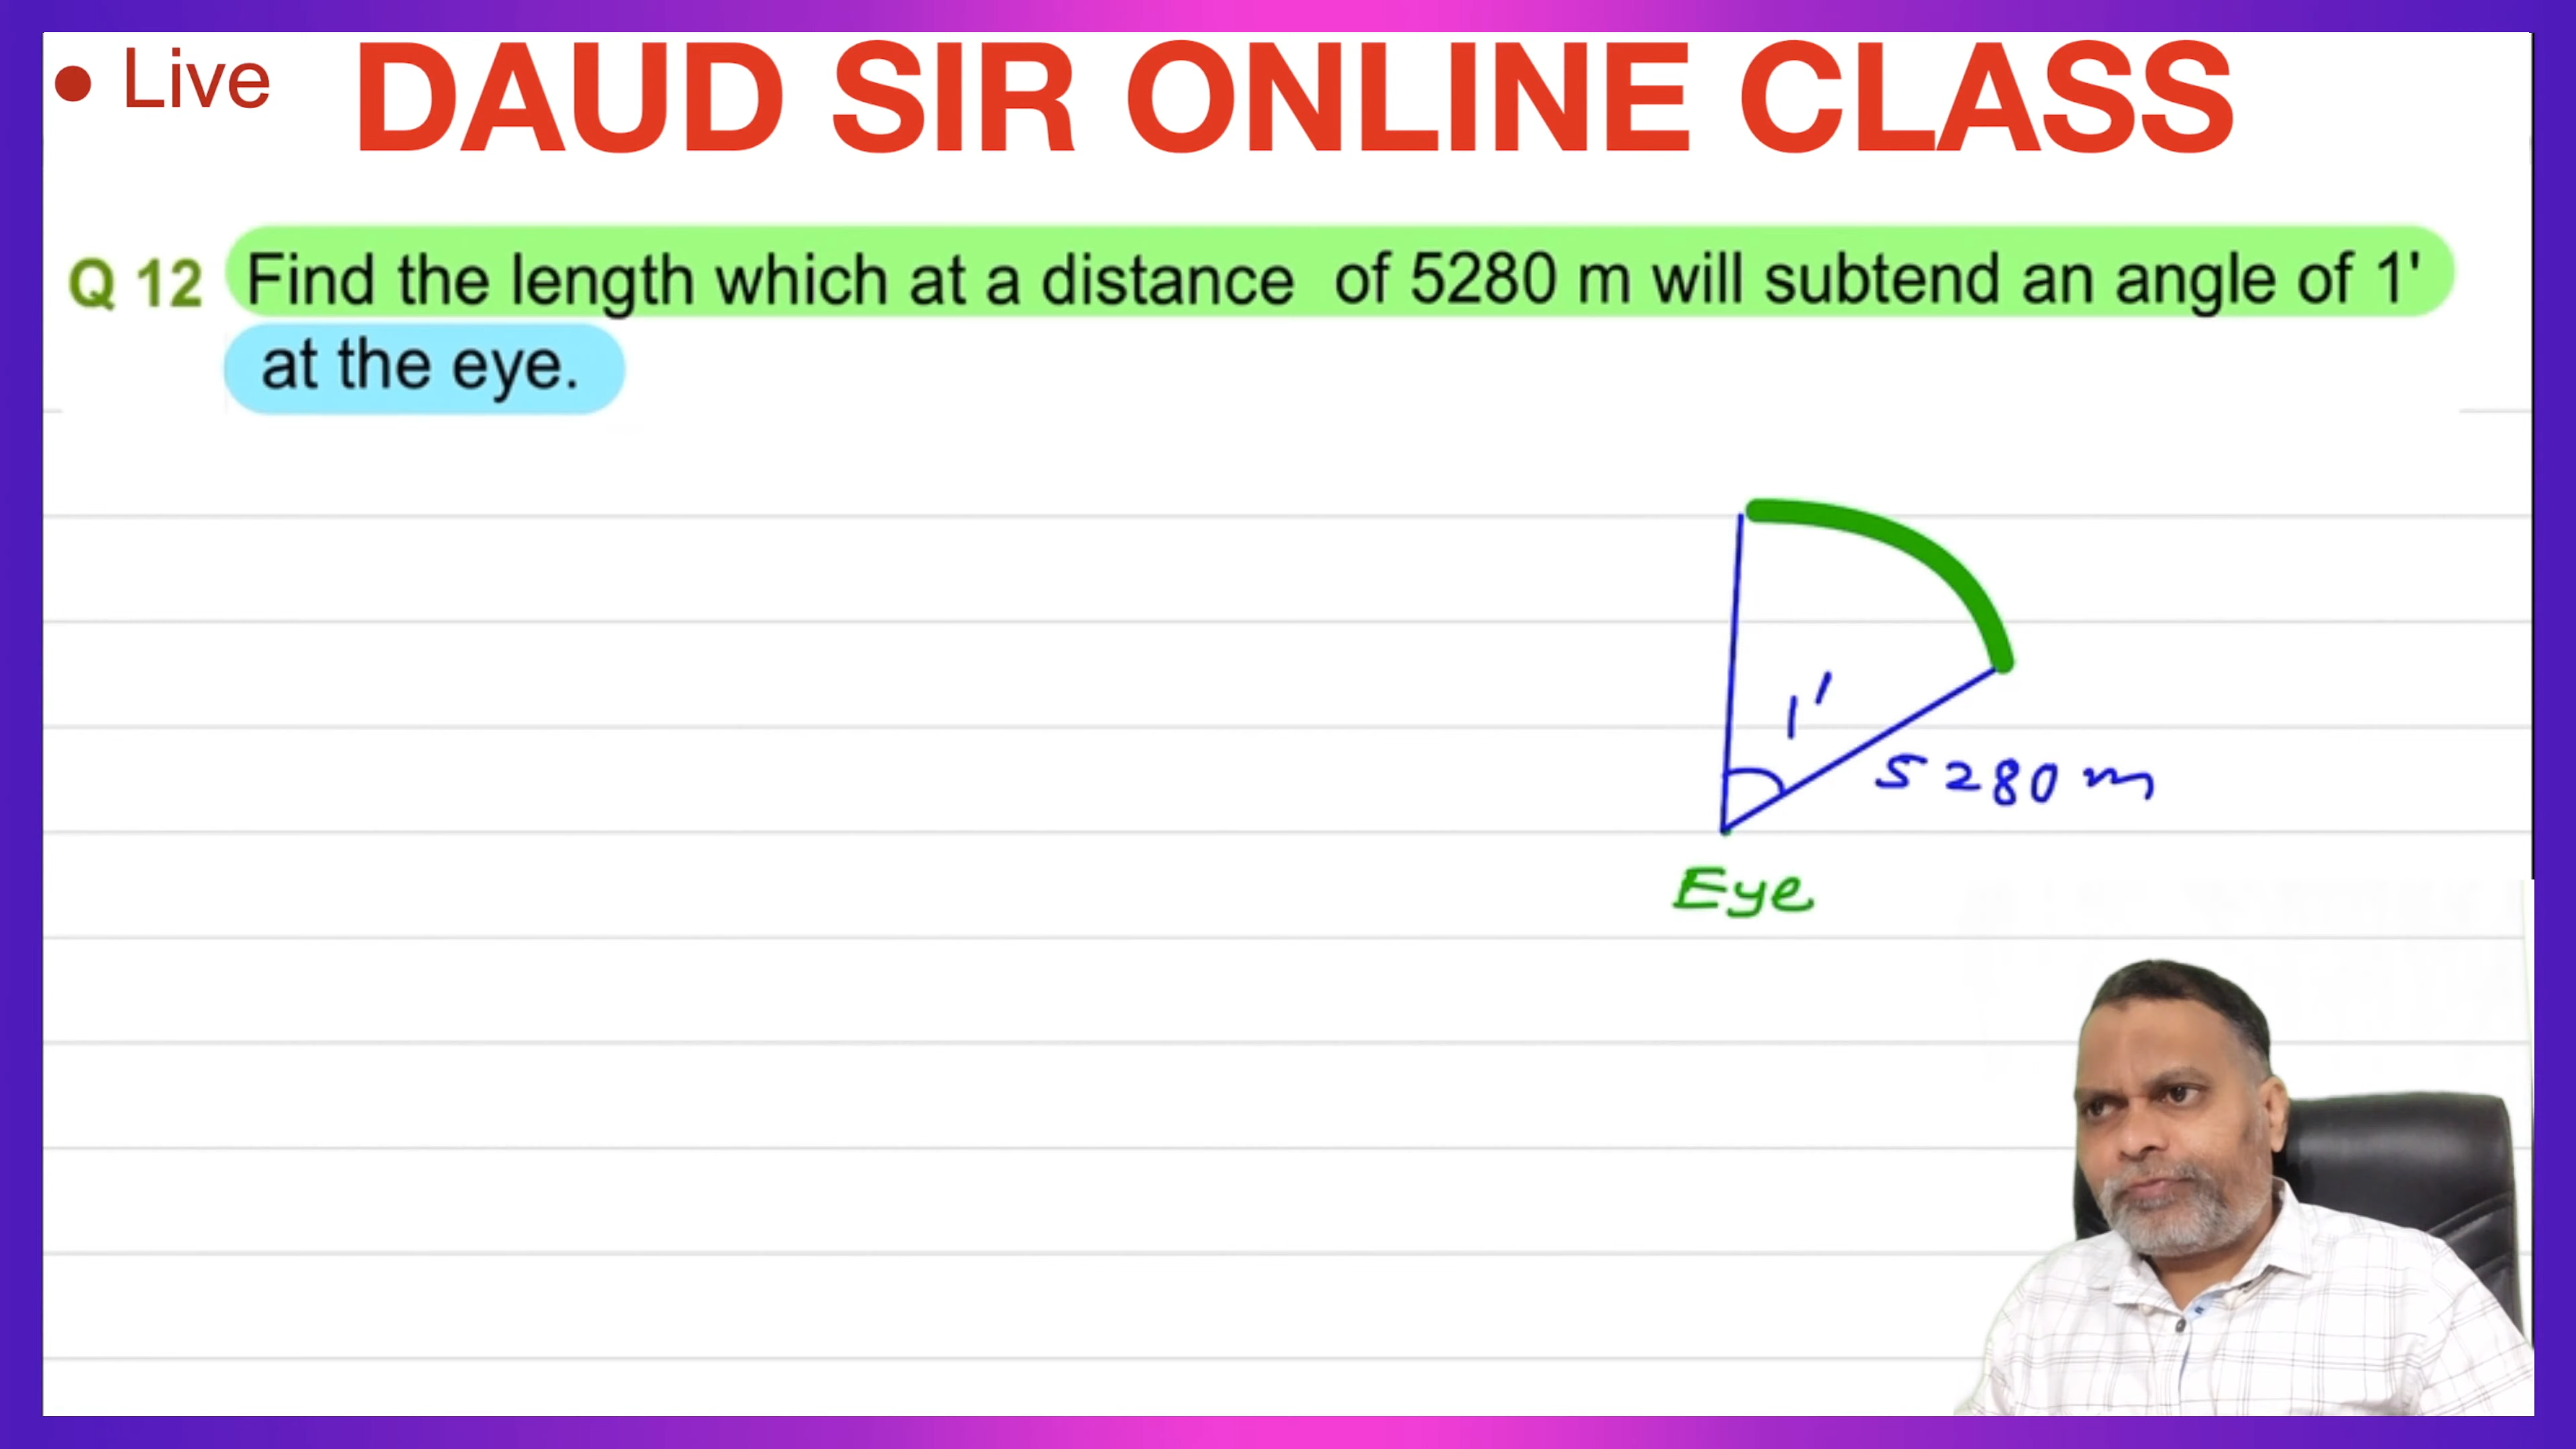 • Live DAUD SIR ONLINE CLASS
Q 12 Find the length which at a distance of 5280 m will subtend an angle of 1'
at the eye.
1'
5280 m
Eye